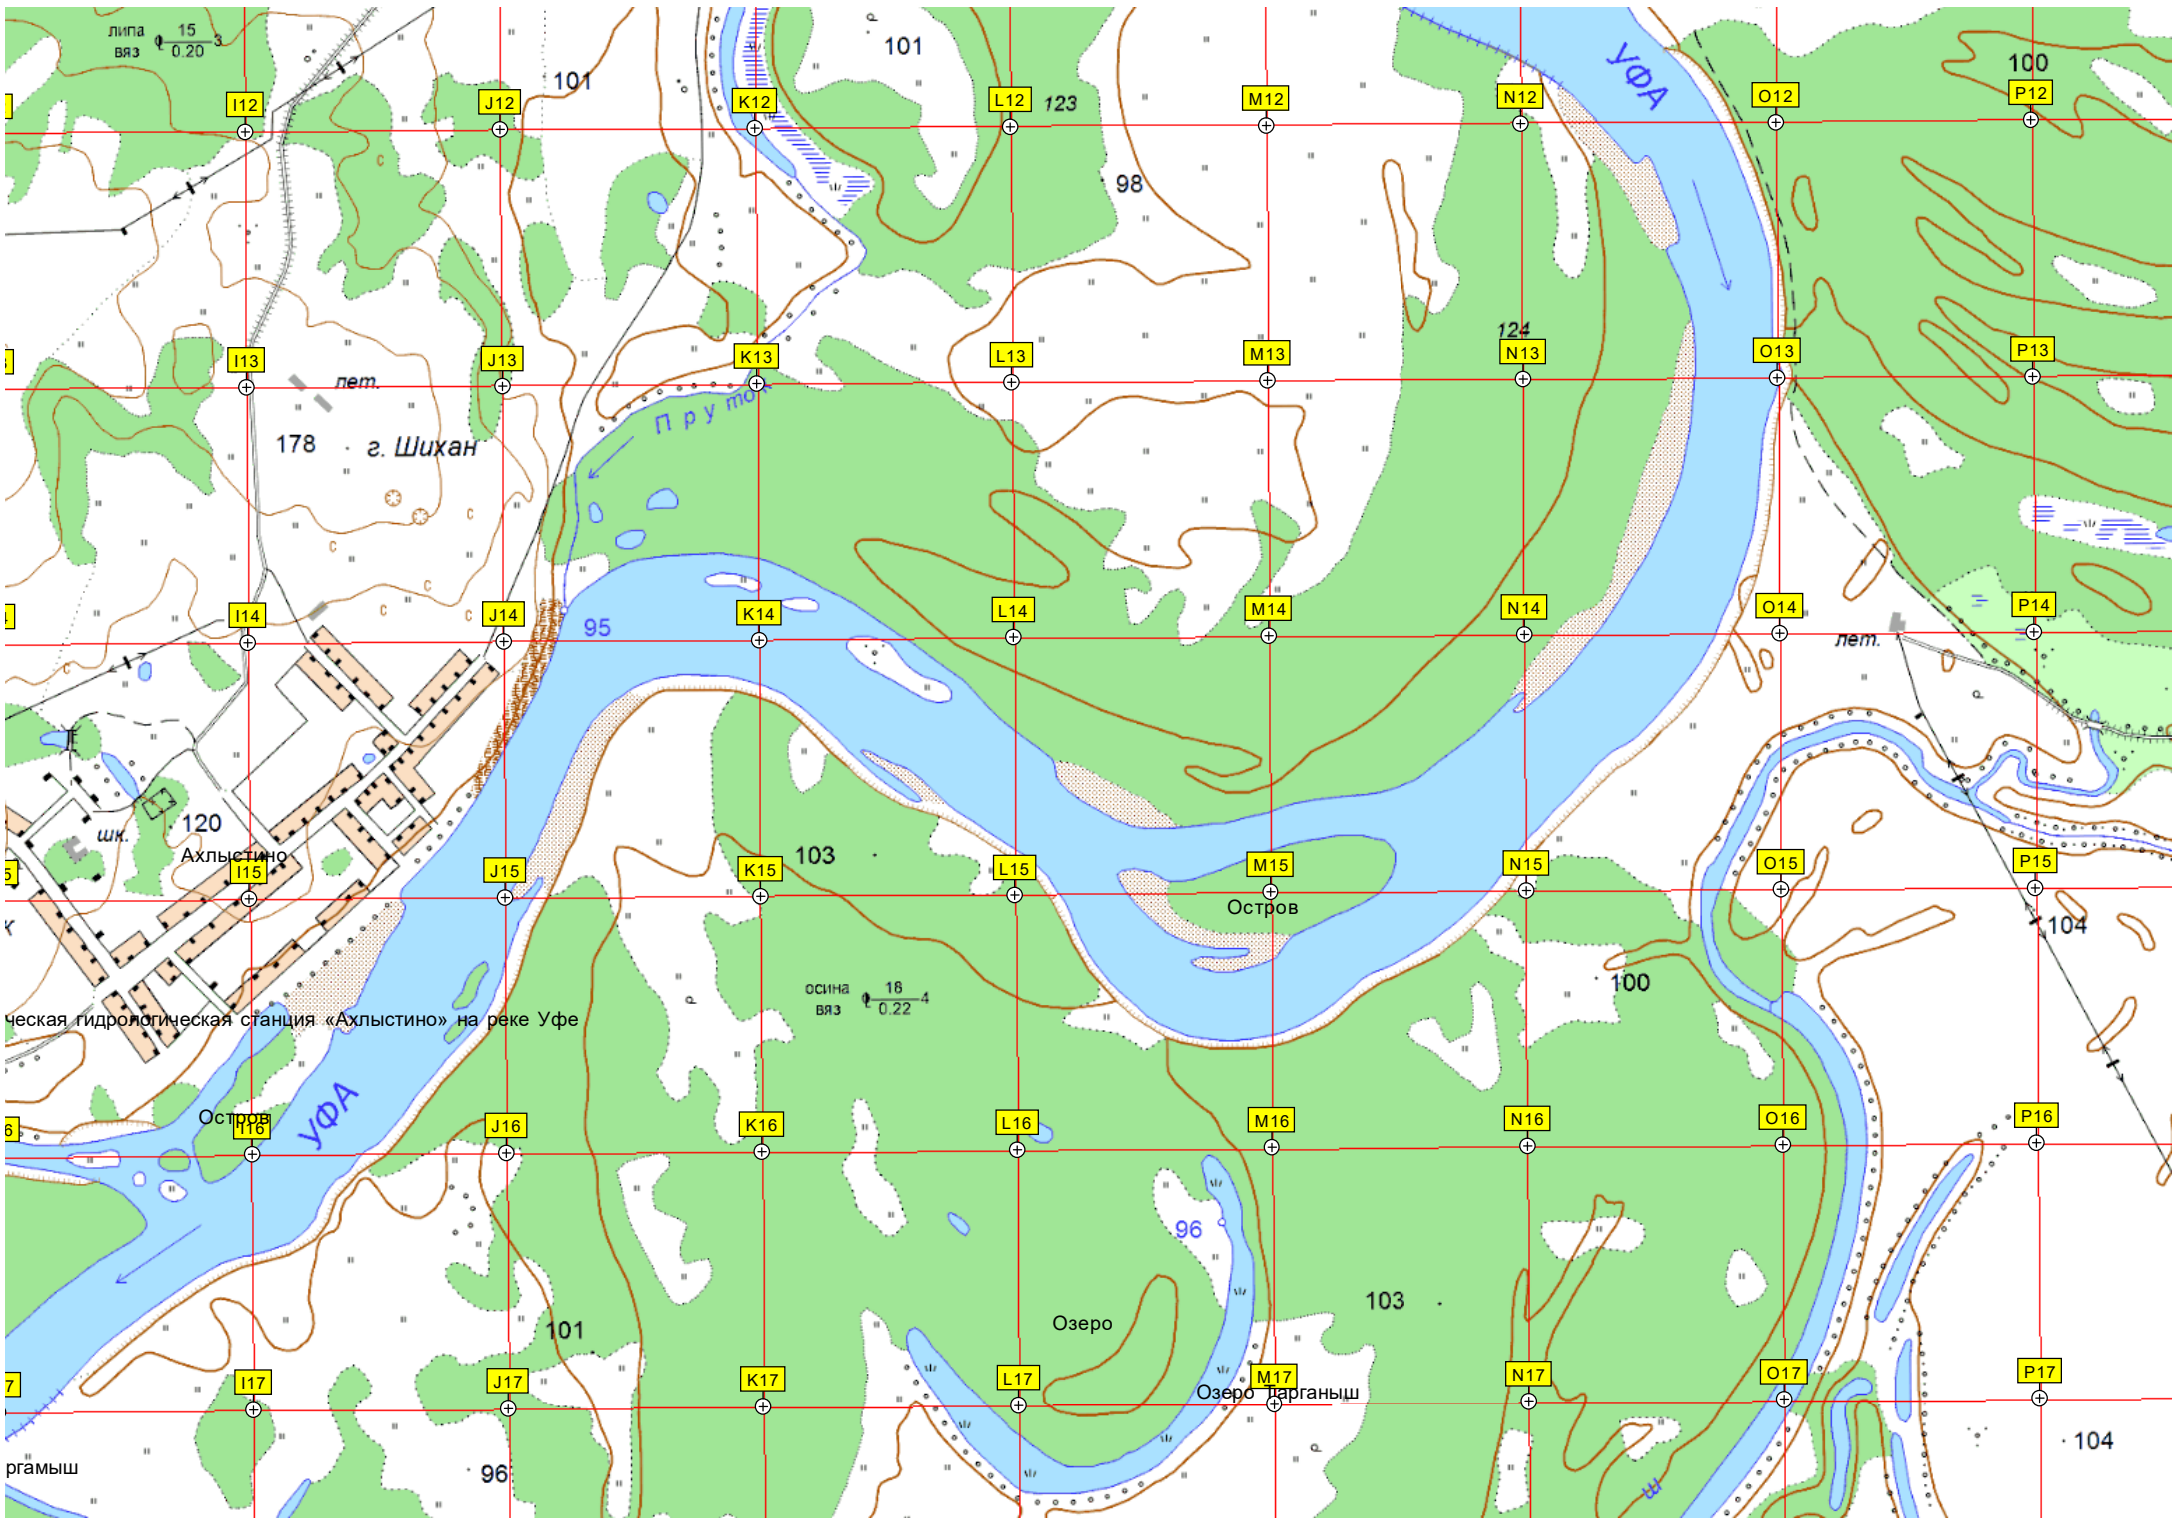 липа 15 3
вяз 0.20
101
101
УФА
100
I12
J12
K12
L12
123
M12
N12
O12
P12
98
124
I13
лет.
J13
K13
L13
M13
N13
O13
P13
Пруток
178
г. Шихан
I14
J14
95
K14
L14
M14
N14
O14
лет.
P14
шк.
120
Ахлыстино
I15
J15
K15
103
L15
M15
Остров
N15
O15
P15
104
осина 18 4
вяз 0.22
100
ческая гидрологическая станция «Ахлыстино» на реке Уфе
УФА
Остров
I16
J16
K16
L16
M16
N16
O16
P16
96
103
101
Озеро
I17
J17
K17
L17
M17
Озеро Тарганыш
N17
O17
P17
ргамыш
96
104
ш